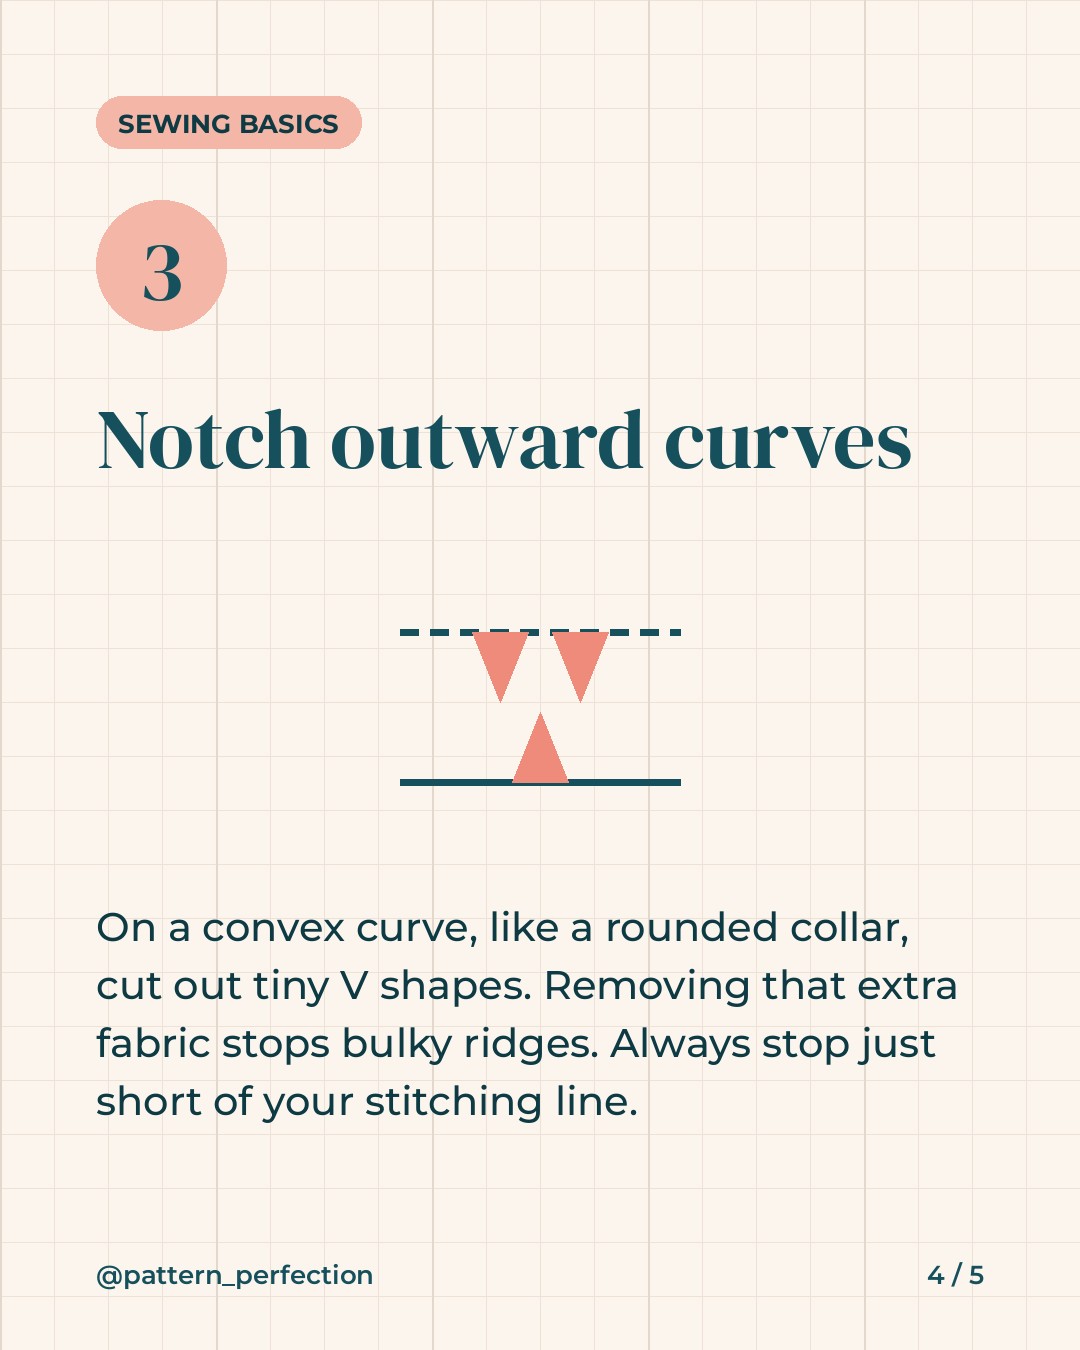 SEWING BASICS
3
Notch outward curves
On a convex curve, like a rounded collar,
cut out tiny V shapes. Removing that extra
fabric stops bulky ridges. Always stop just
short of your stitching line.
@pattern_perfection
4 / 5